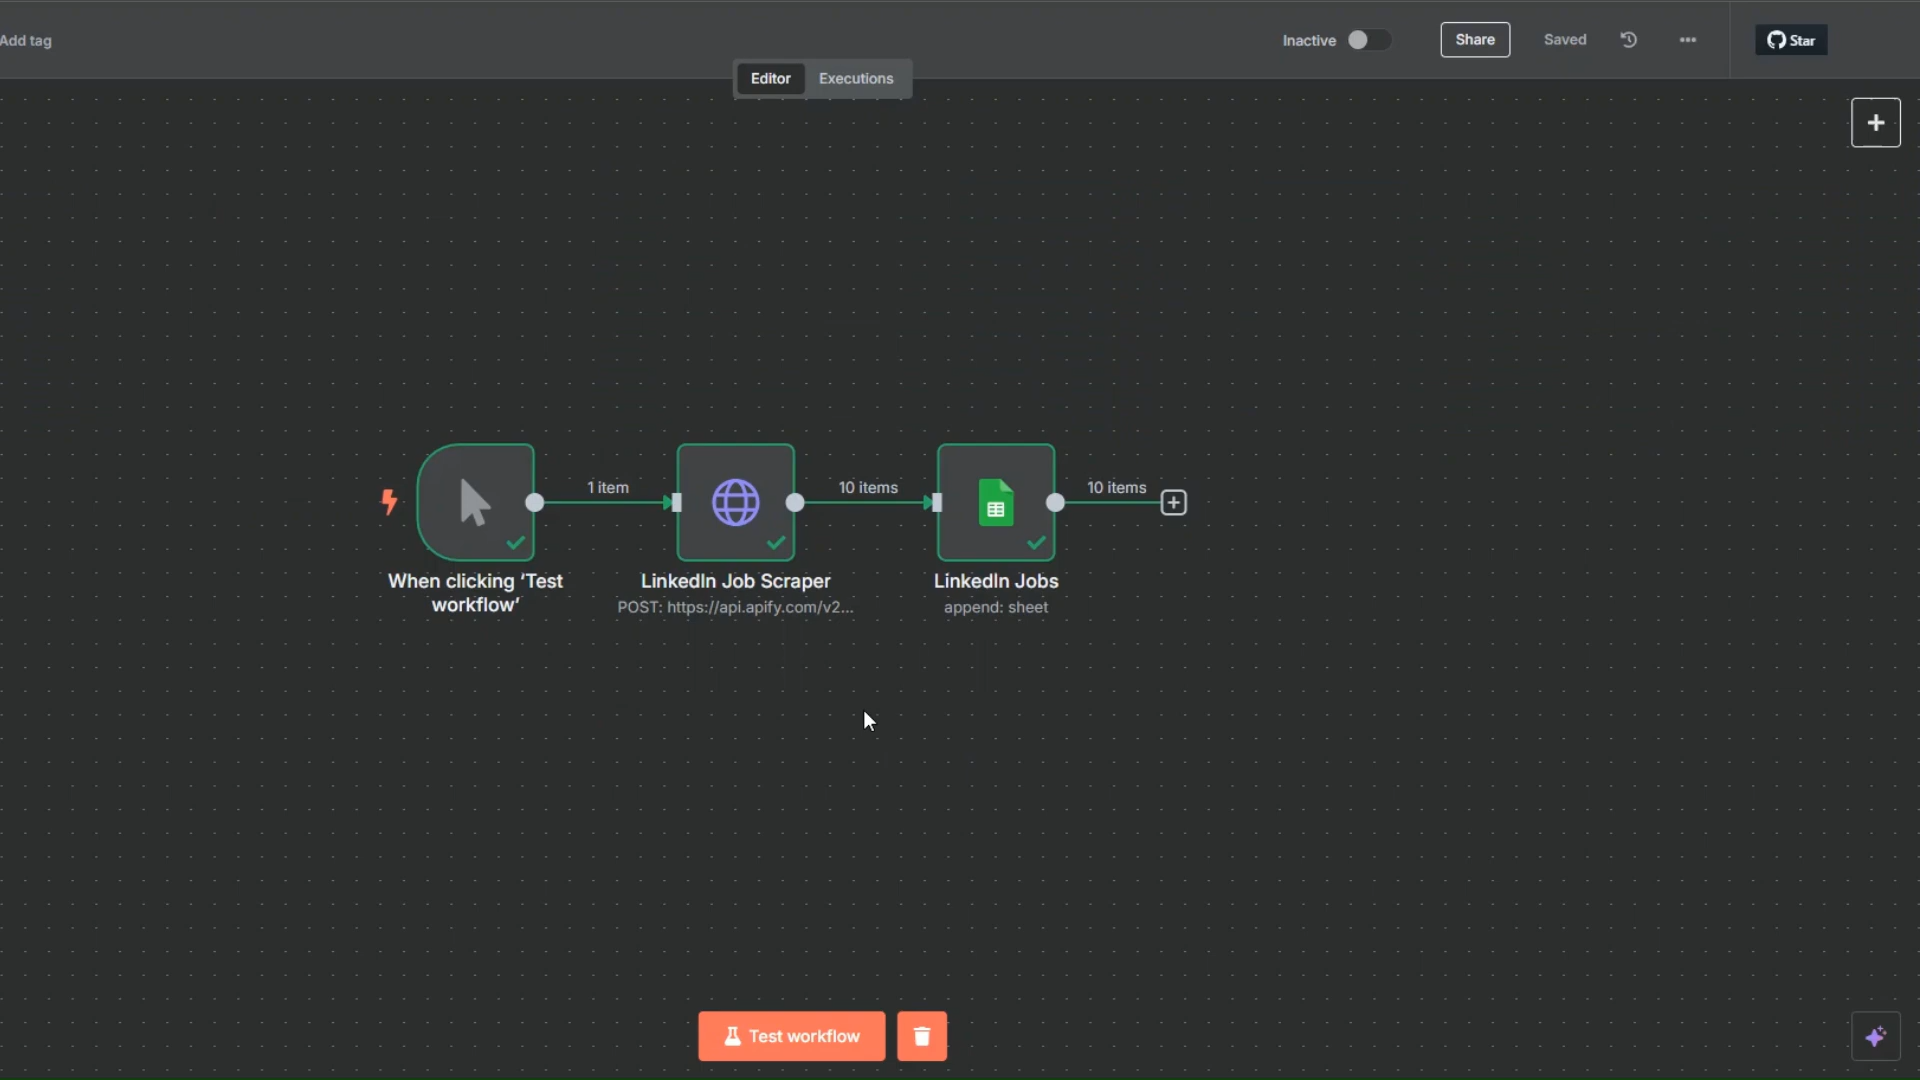 Add tag
Inactive
Share
Saved
Star
Editor
Executions
1 item
10 items
10 items
When clicking ‘Test
workflow’
LinkedIn Job Scraper
POST: https://api.apify.com/v2...
LinkedIn Jobs
append: sheet
Test workflow